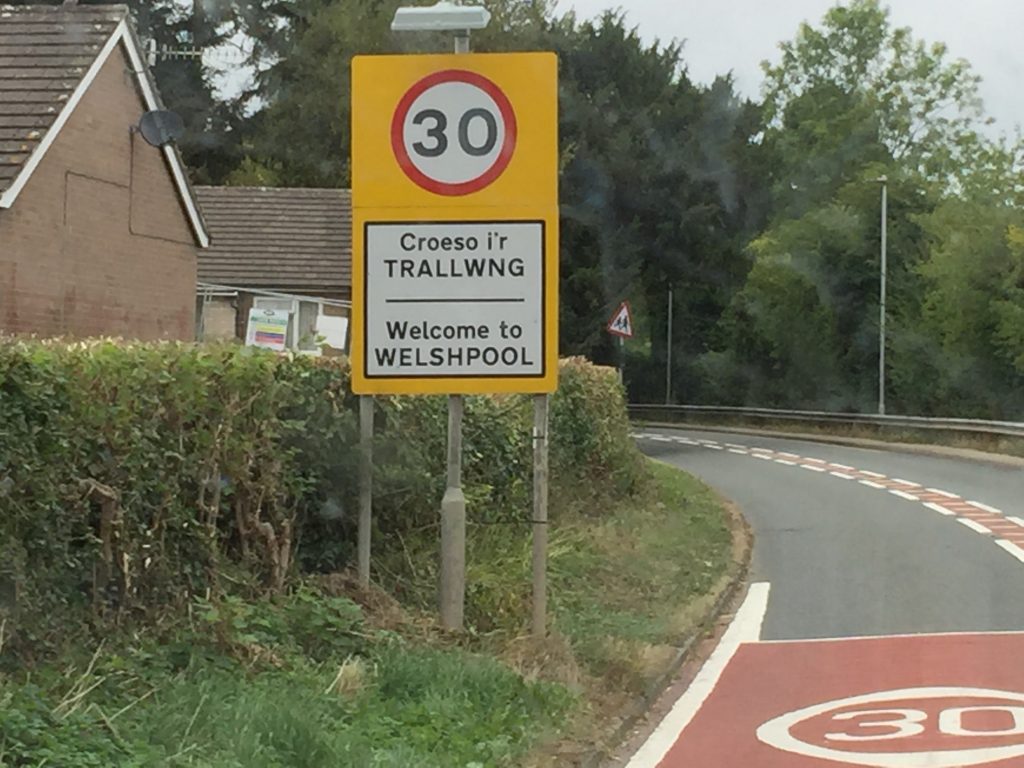 30
Croeso i'r
TRALLWNG
Welcome to
WELSHPOOL
30